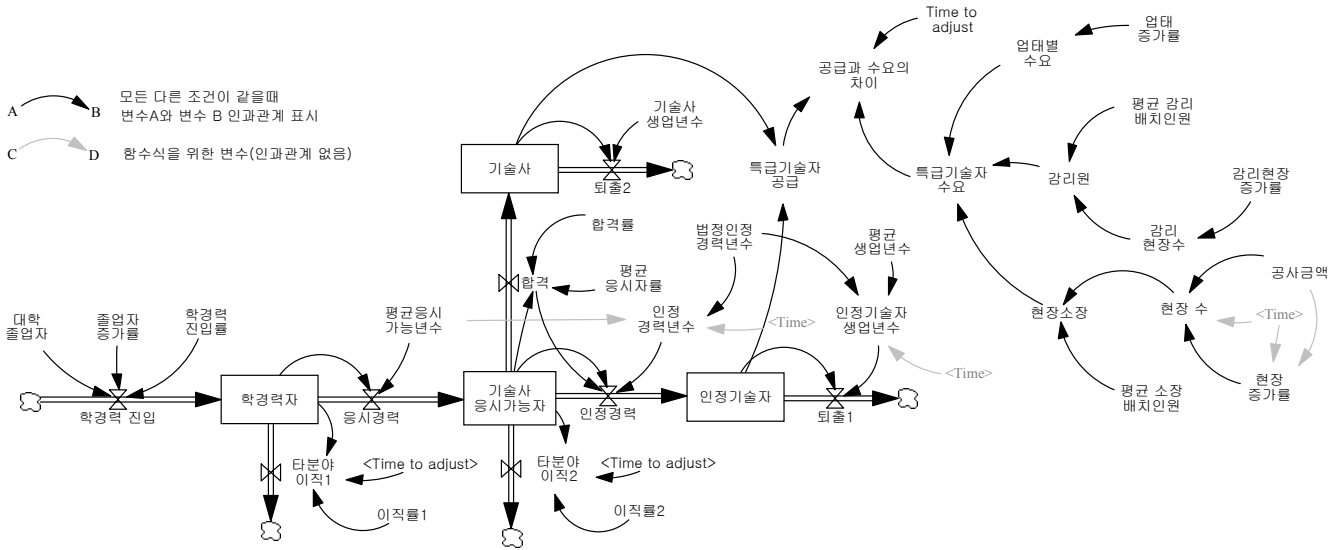 Time to
adjust
업태
증가률
업태별
수요
공급과 수요의
차이
모든 다른 조건이 같을때
A
B
변수A와 변수 B 인과관계 표시
C
D
함수식을 위한 변수(인과관계 없음)
기술사
생업년수
평균 감리
배치인원
기술사
퇴출2
특급기술자
공급
특급기술자
수요
감리원
감리현장
증가률
합격률
법정인정
경력년수
평균
생업년수
감리
현장수
합격
평균
응시자률
공사금액
대학
졸업자
졸업자
증가률
학경력
진입률
평균응시
가능년수
인정
경력년수
<Time>
인정기술자
생업년수
현장소장
현장 수
<Time>
<Time>
학경력 진입
학경력자
응시경력
기술사
응시가능자
인정경력
인정기술자
퇴출1
평균 소장
배치인원
현장
증가률
타분야
이직1
<Time to adjust>
타분야
이직2
<Time to adjust>
이직률1
이직률2